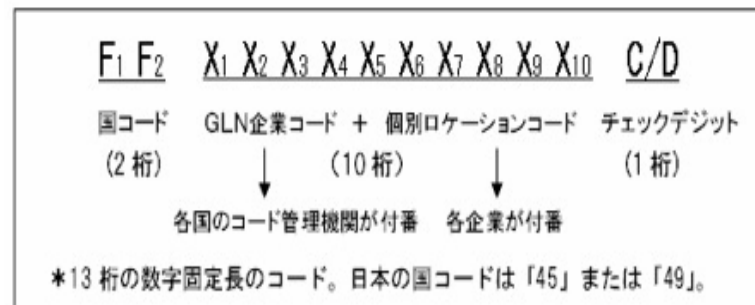 F1 F2 X1 X2 X3 X4 X5 X6 X7 X8 X9 X10 C/D
国コード GLN企業コード + 個別ロケーションコード チェックデジット
(2桁) (10桁) (1桁)
各国のコード管理機関が付番 各企業が付番
*13桁の数字固定長のコード。日本の国コードは「45」または「49」。